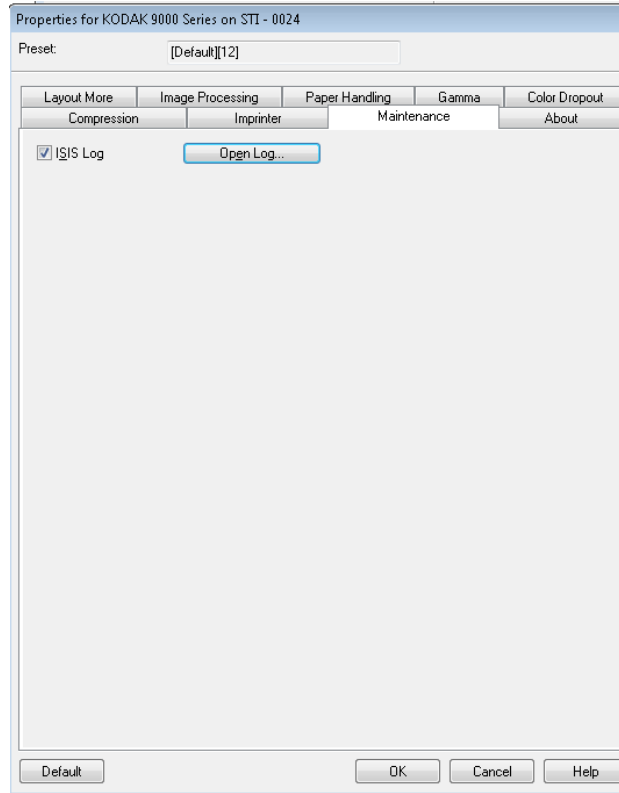 Properties for KODAK 9000 Series on STI - 0024
Preset: [Default][12]
Layout More Image Processing Paper Handling Gamma Color Dropout
Compression Imprinter Maintenance About
ISIS Log Open Log...
Default OK Cancel Help